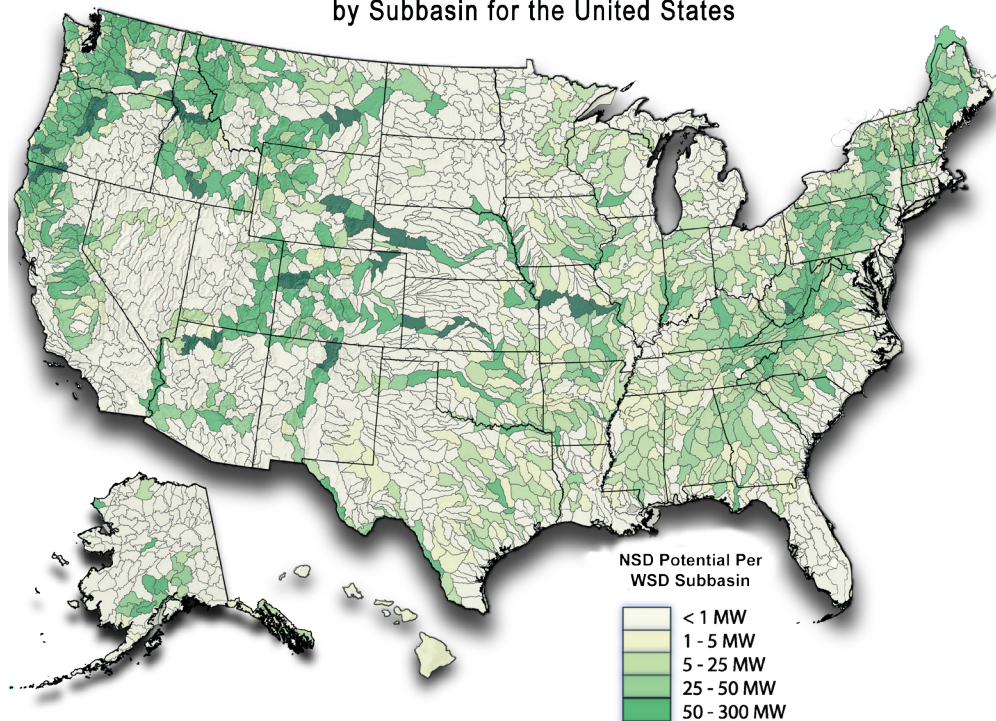 by Subbasin for the United States
NSD Potential Per
WSD Subbasin
< 1 MW
1 - 5 MW
5 - 25 MW
25 - 50 MW
50 - 300 MW